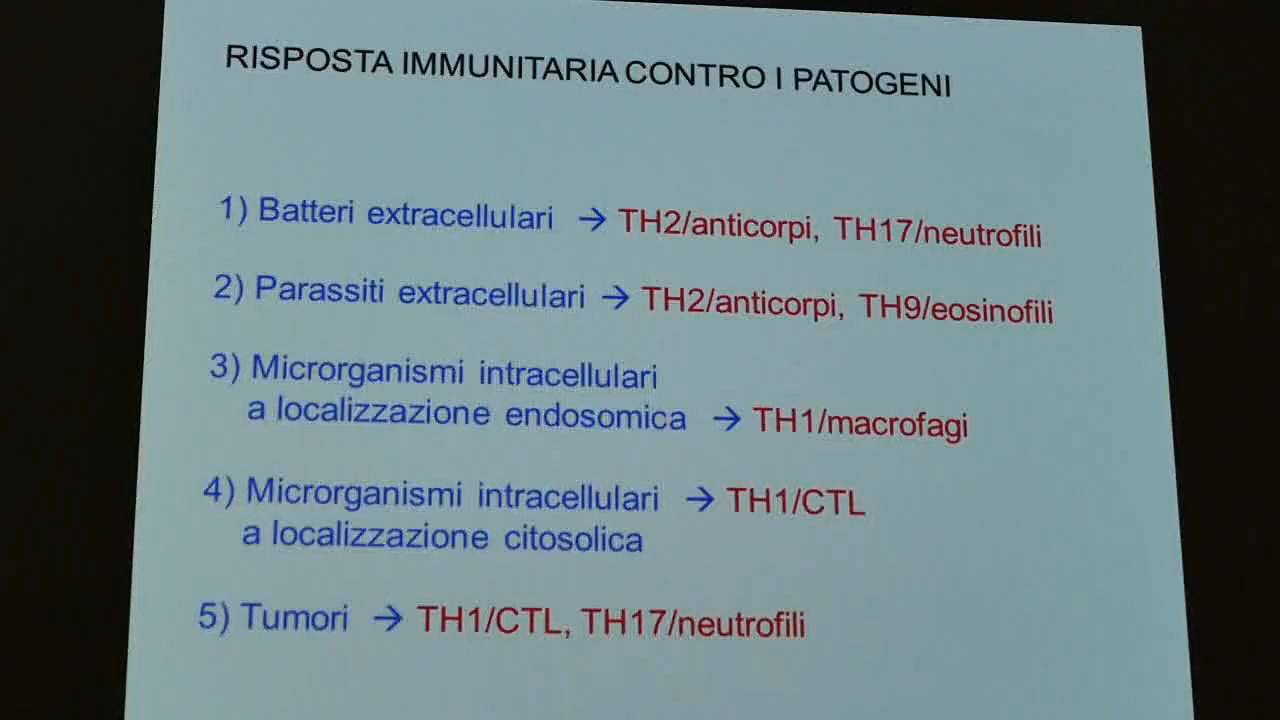 RISPOSTA IMMUNITARIA CONTRO I PATOGENI
1) Batteri extracellulari → TH2/anticorpi, TH17/neutrofili
2) Parassiti extracellulari → TH2/anticorpi, TH9/eosinofili
3) Microrganismi intracellulari
a localizzazione endosomica → TH1/macrofagi
4) Microrganismi intracellulari → TH1/CTL
a localizzazione citosolica
5) Tumori → TH1/CTL, TH17/neutrofili